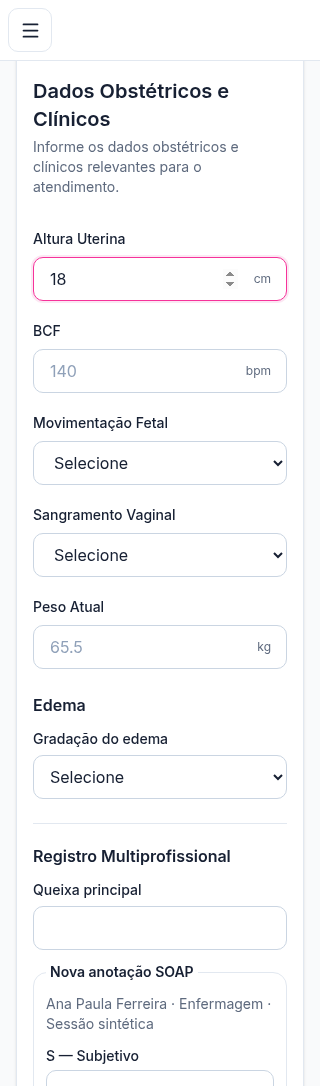 Dados Obstétricos e
Clínicos
Informe os dados obstétricos e
clínicos relevantes para o
atendimento.
Altura Uterina
18 cm
BCF
140 bpm
Movimentação Fetal
Selecione
Sangramento Vaginal
Selecione
Peso Atual
65.5 kg
Edema
Gradação do edema
Selecione
Registro Multiprofissional
Queixa principal
Nova anotação SOAP
Ana Paula Ferreira · Enfermagem ·
Sessão sintética
S — Subjetivo